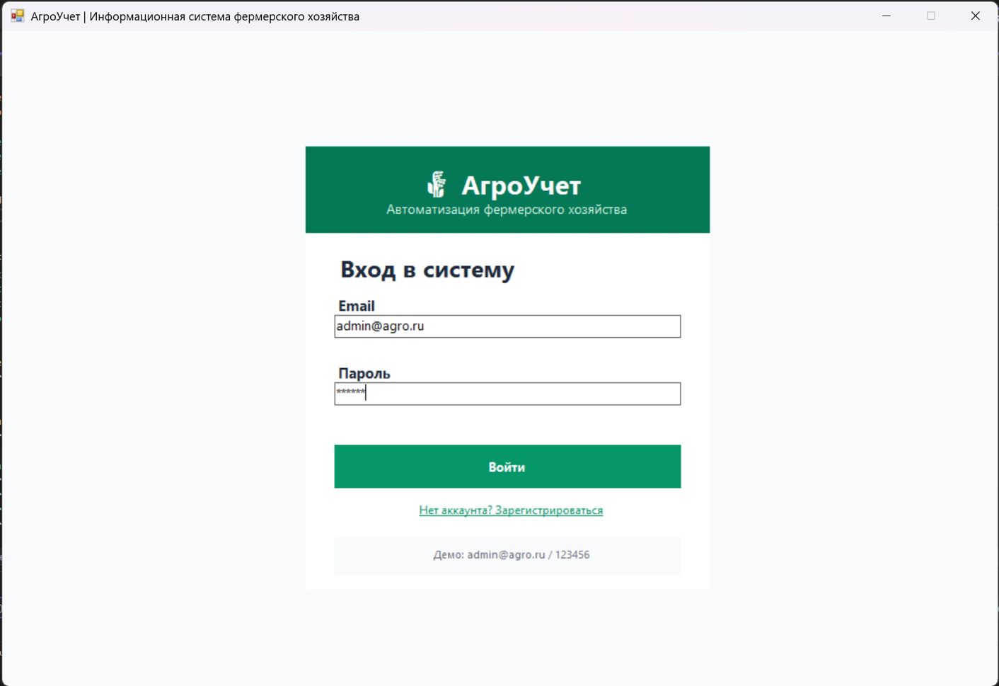 АгроУчет | Информационная система фермерского хозяйства
АгроУчет
Автоматизация фермерского хозяйства
Вход в систему
Email
admin@agro.ru
Пароль
******
Войти
Нет аккаунта? Зарегистрироваться
Демо: admin@agro.ru / 123456